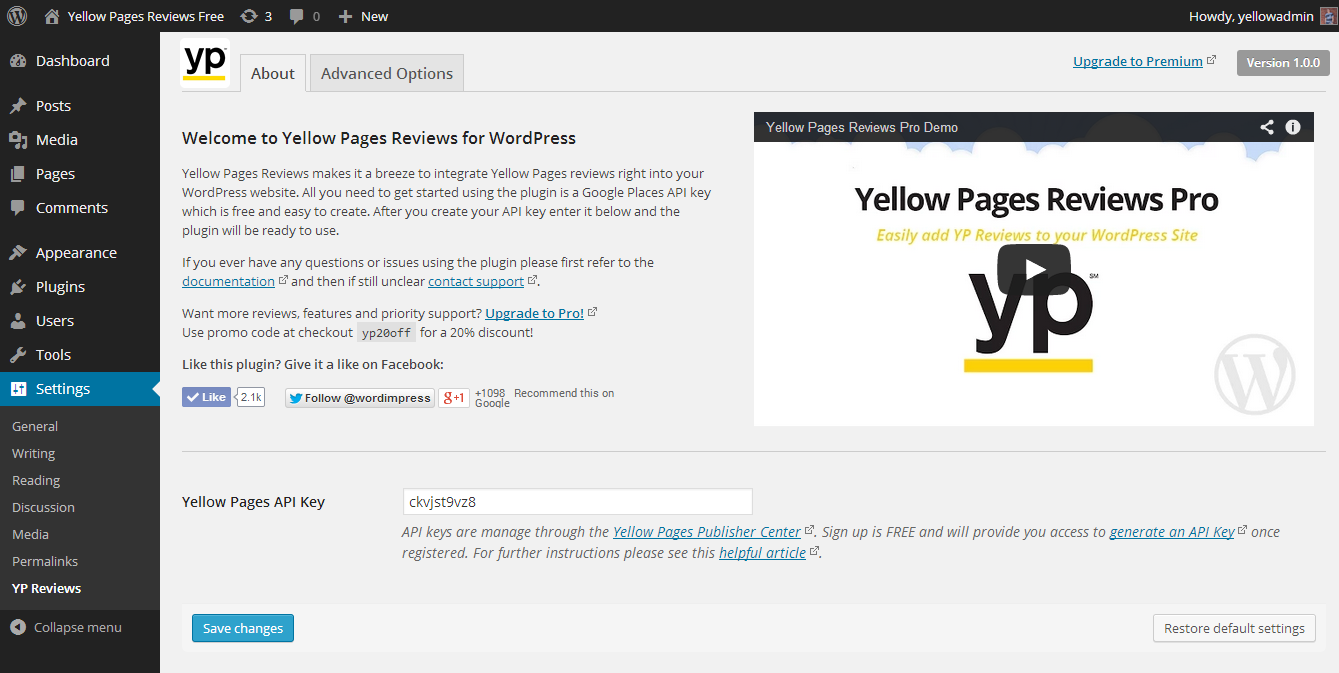 Yellow Pages Reviews Free 3 0 New Howdy, yellowadmin
Dashboard
Posts
Media
Pages
Comments
Appearance
Plugins
Users
Tools
Settings
General
Writing
Reading
Discussion
Media
Permalinks
YP Reviews
Collapse menu
yp About Advanced Options Upgrade to Premium Version 1.0.0
Welcome to Yellow Pages Reviews for WordPress
Yellow Pages Reviews makes it a breeze to integrate Yellow Pages reviews right into your
WordPress website. All you need to get started using the plugin is a Google Places API key
which is free and easy to create. After you create your API key enter it below and the
plugin will be ready to use.
If you ever have any questions or issues using the plugin please first refer to the
documentation and then if still unclear contact support.
Want more reviews, features and priority support? Upgrade to Pro!
Use promo code at checkout yp20off for a 20% discount!
Like this plugin? Give it a like on Facebook:
Like 2.1k Follow @wordimpress g+1 +1098 Recommend this on
Google
Yellow Pages Reviews Pro Demo
Yellow Pages Reviews Pro
Easily add YP Reviews to your WordPress Site
yp SM
Yellow Pages API Key ckvjst9vz8
API keys are manage through the Yellow Pages Publisher Center. Sign up is FREE and will provide you access to generate an API Key once
registered. For further instructions please see this helpful article.
Save changes Restore default settings